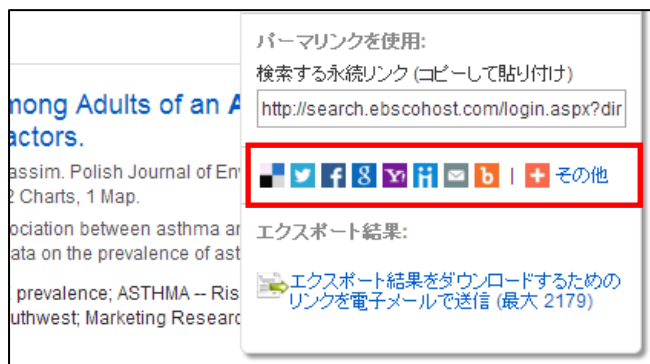 パーマリンクを使用:
検索する永続リンク (コピーして貼り付け)
http://search.ebscohost.com/login.aspx?dir
| その他
エクスポート結果:
エクスポート結果をダウンロードするための
リンクを電子メールで送信 (最大 2179)
mong Adults of an A
actors.
assim. Polish Journal of En
2 Charts, 1 Map.
ociation between asthma ar
ata on the prevalence of ast
prevalence; ASTHMA -- Ris
uthwest; Marketing Researc